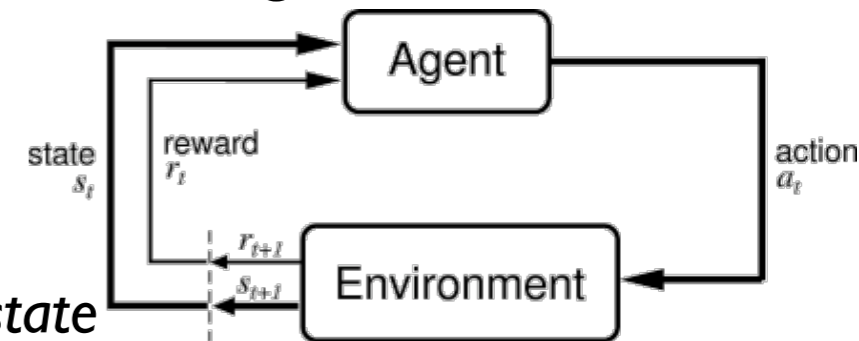 Agent
state
s_t
reward
r_t
action
a_t
r_{t+1}
s_{t+1}
Environment
state